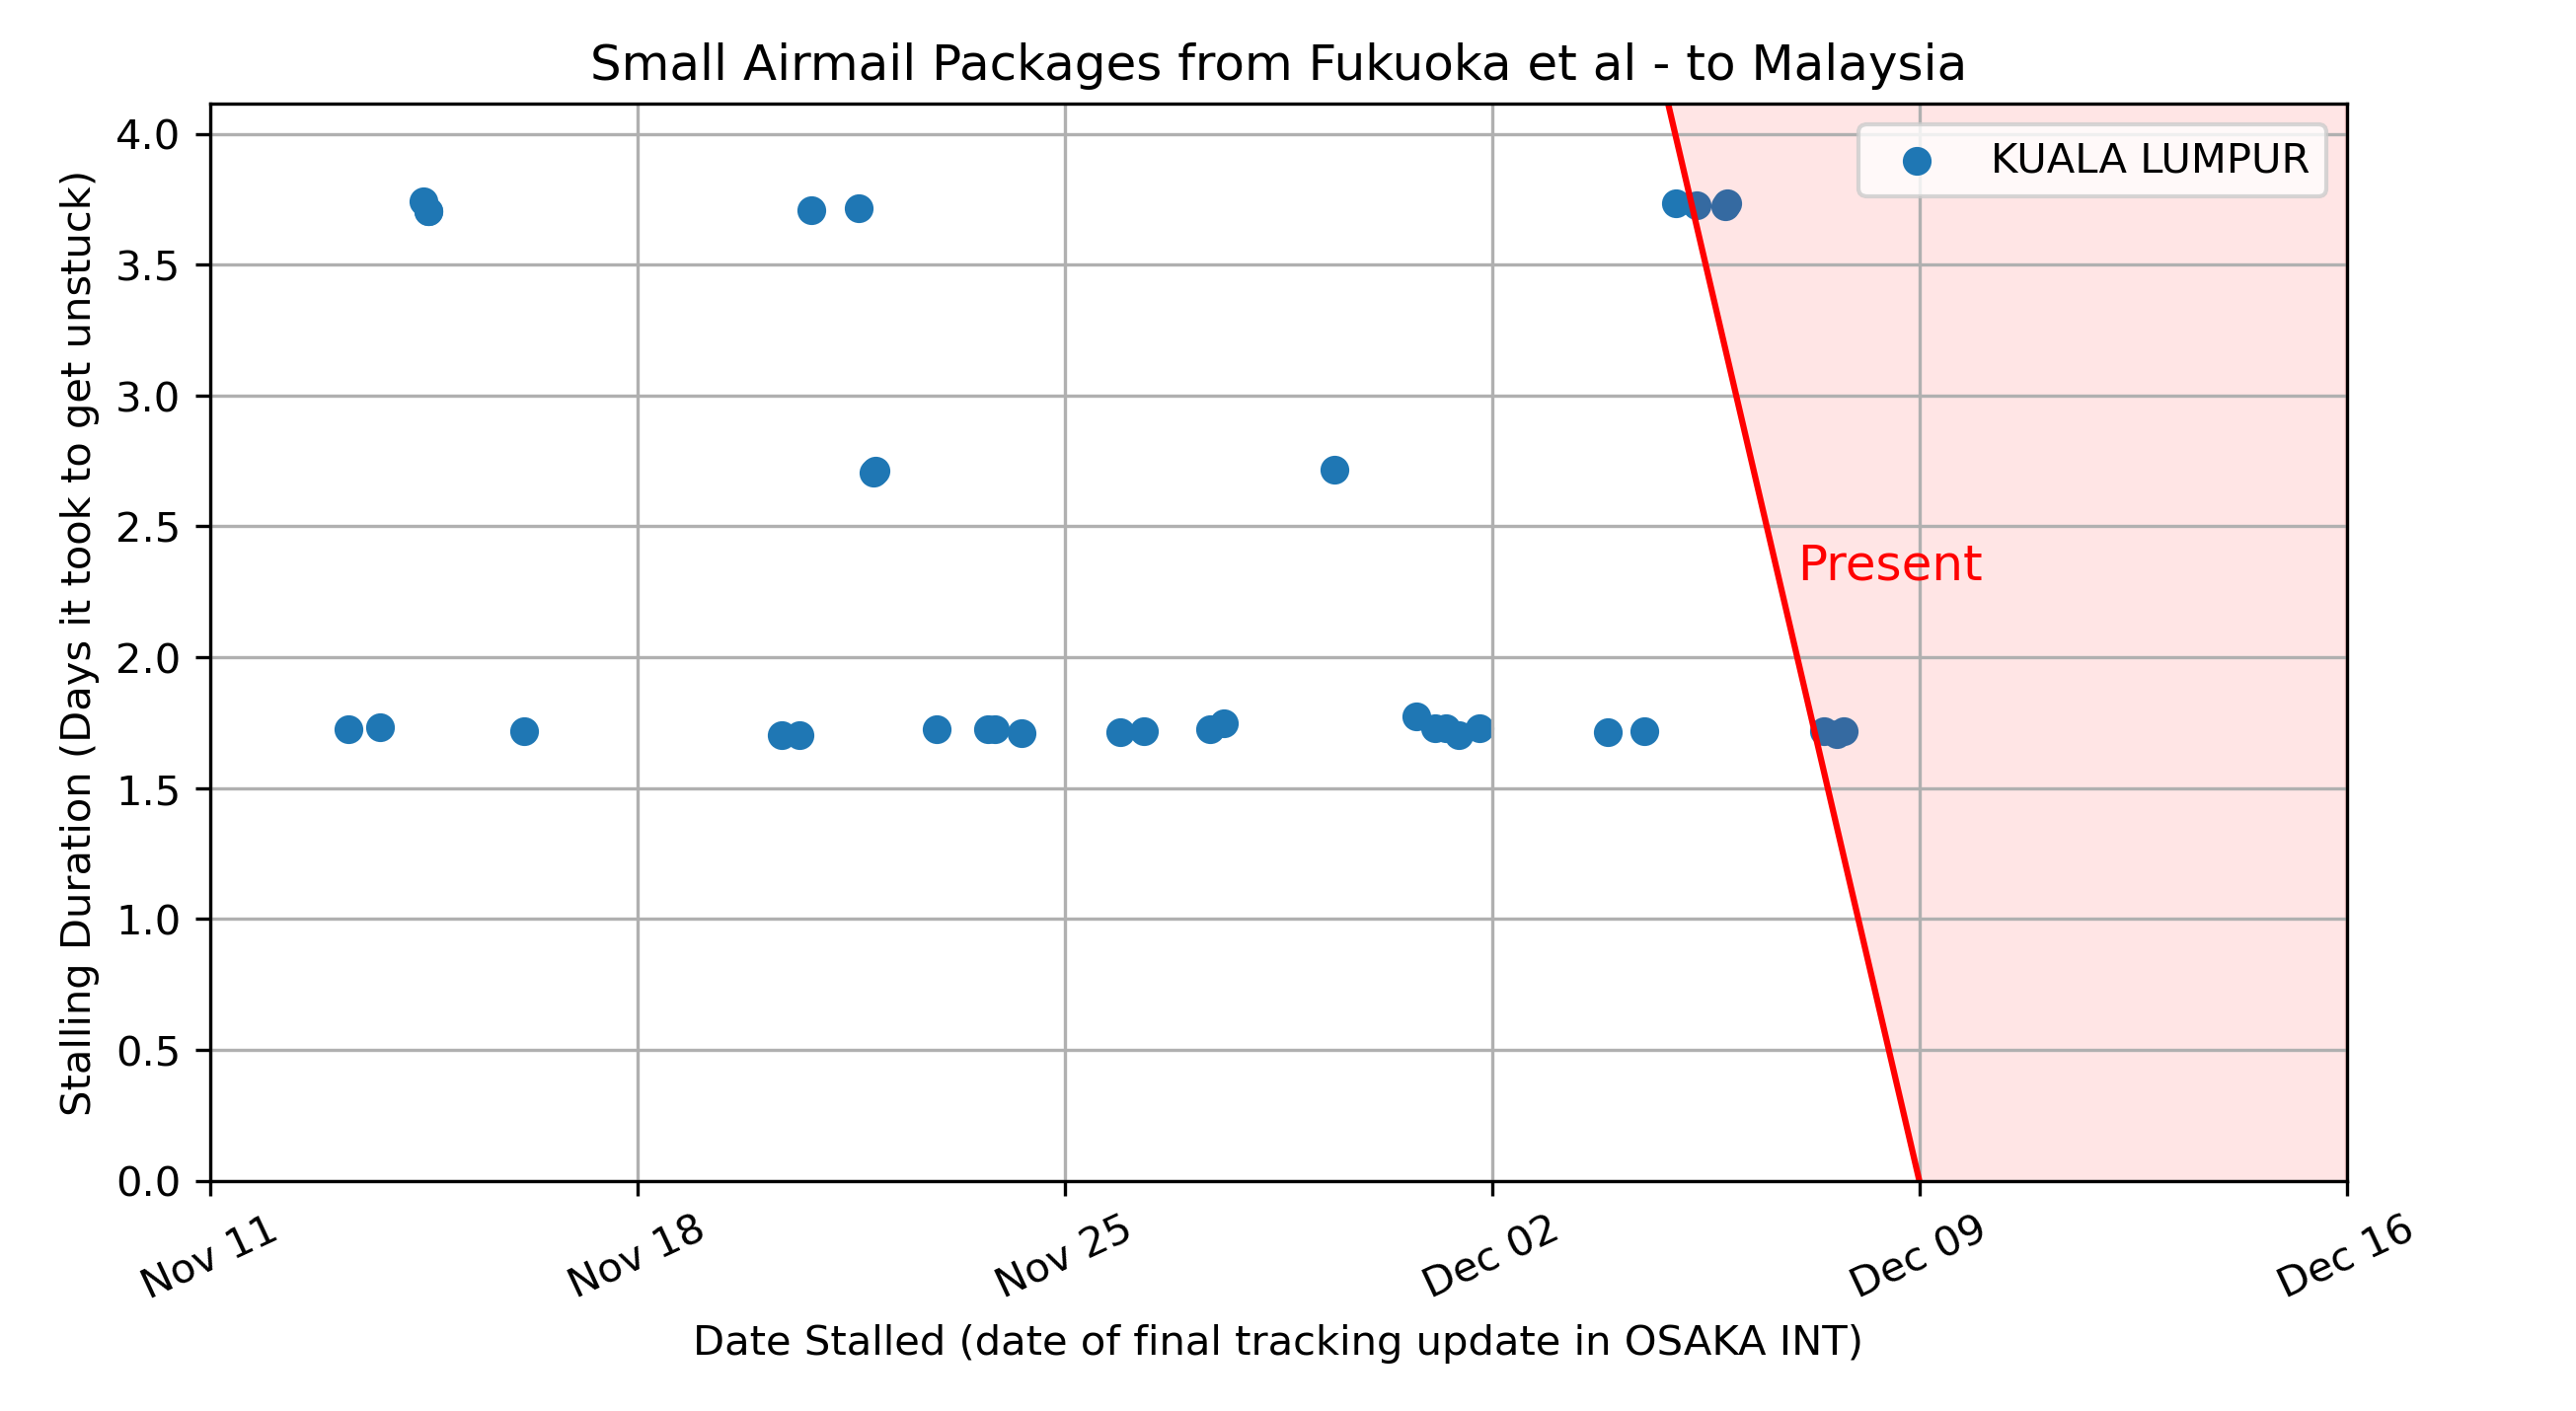 Small Airmail Packages from Fukuoka et al - to Malaysia
KUALA LUMPUR
Stalling Duration (Days it took to get unstuck)
4.0
3.5
3.0
2.5
2.0
1.5
1.0
0.5
0.0
Present
Nov 11
Nov 18
Nov 25
Dec 02
Dec 09
Dec 16
Date Stalled (date of final tracking update in OSAKA INT)